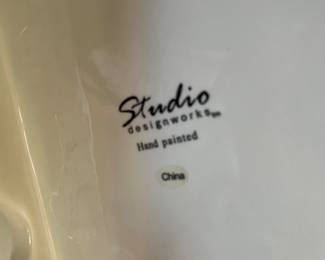 Studio
designworks
Hand painted
China